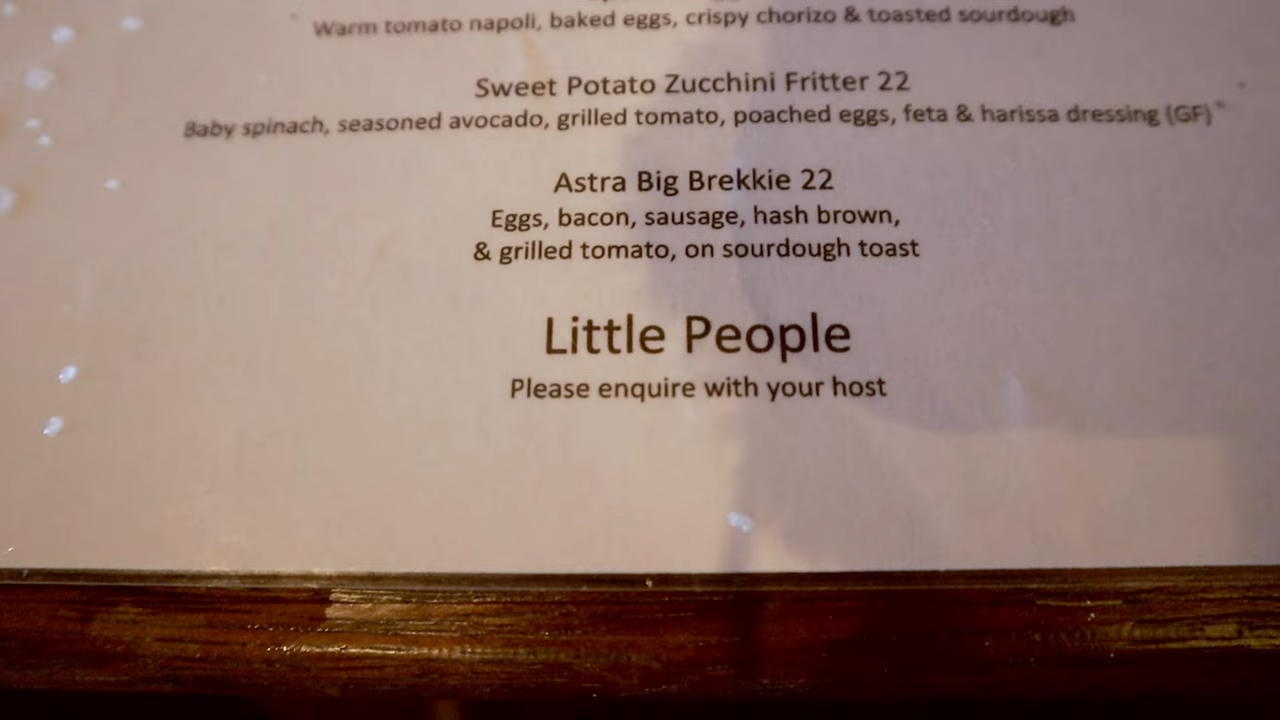 Warm tomato napoli, baked eggs, crispy chorizo & toasted sourdough
Sweet Potato Zucchini Fritter 22
Baby spinach, seasoned avocado, grilled tomato, poached eggs, feta & harissa dressing (GF)
Astra Big Brekkie 22
Eggs, bacon, sausage, hash brown,
& grilled tomato, on sourdough toast
Little People
Please enquire with your host